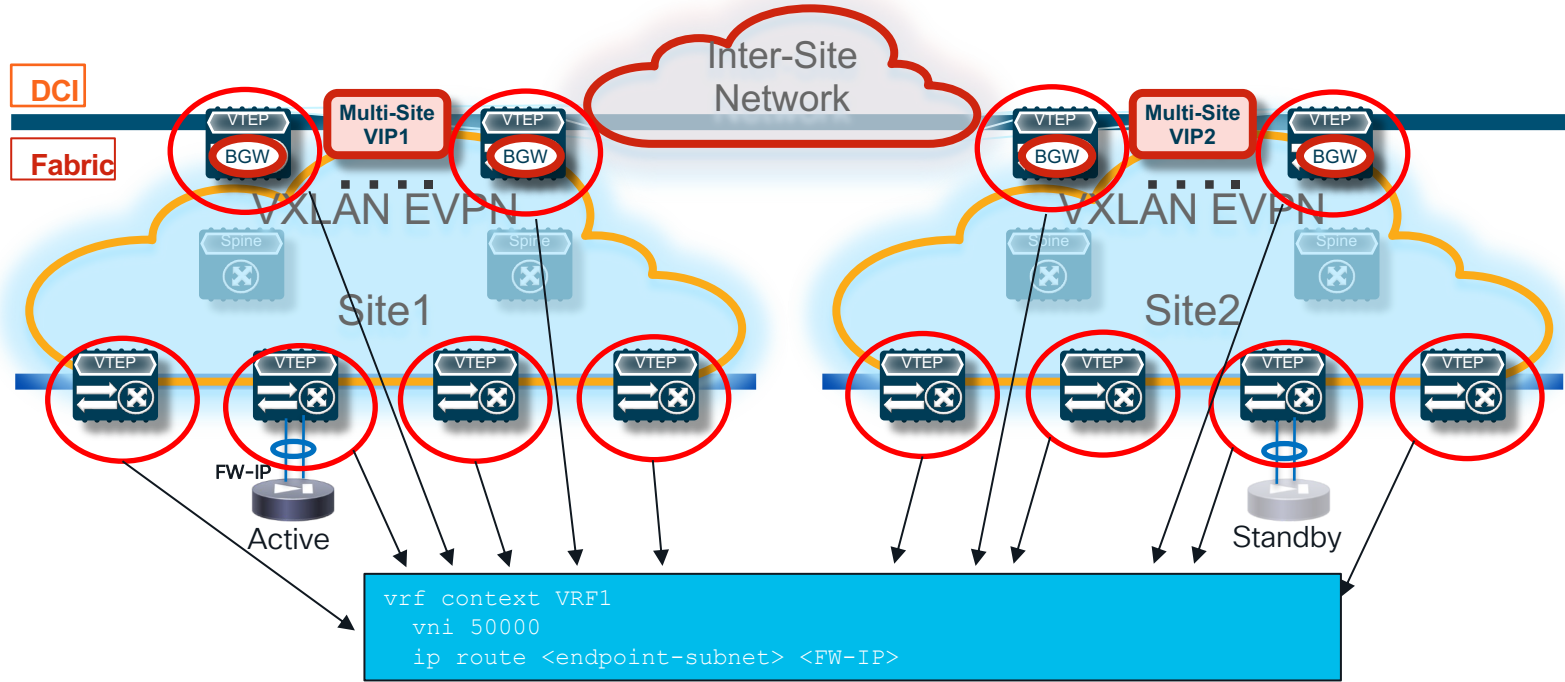 Inter-Site
Network
DCI
Fabric
VTEP
BGW
Multi-Site
VIP1
VTEP
BGW
VTEP
BGW
Multi-Site
VIP2
VTEP
BGW
VXLAN EVPN
VXLAN EVPN
Spine
Spine
Spine
Spine
Site1
Site2
VTEP
VTEP
VTEP
VTEP
VTEP
VTEP
VTEP
VTEP
FW-IP
Active
Standby
vrf context VRF1
vni 50000
ip route <endpoint-subnet> <FW-IP>